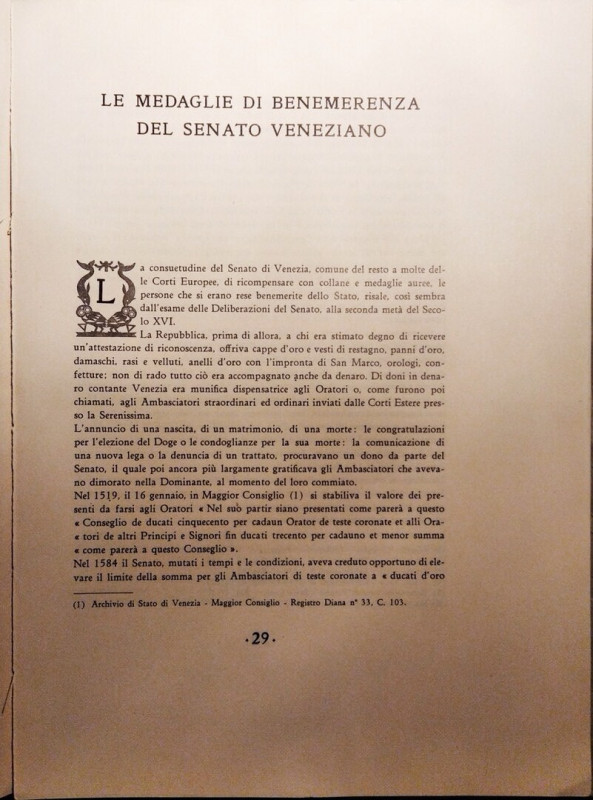 LE MEDAGLIE DI BENEMERENZA
DEL SENATO VENEZIANO
La consuetudine del Senato di Venezia, comune del resto a molte del-
le Corti Europee, di ricompensare con collane e medaglie auree, le
persone che si erano rese benemerite dello Stato, risale, così sembra
dall'esame delle Deliberazioni del Senato, alla seconda metà del Seco-
lo XVI.
La Repubblica, prima di allora, a chi era stimato degno di ricevere
un'attestazione di riconoscenza, offriva cappe d'oro e vesti di restagno, panni d'oro,
damaschi, rasi e velluti, anelli d'oro con l'impronta di San Marco, orologi, con-
fetture; non di rado tutto ciò era accompagnato anche da denaro. Di doni in dena-
ro contante Venezia era munifica dispensatrice agli Oratori o, come furono poi
chiamati, agli Ambasciatori straordinari ed ordinari inviati dalle Corti Estere pres-
so la Serenissima.
L'annuncio di una nascita, di un matrimonio, di una morte: le congratulazioni
per l'elezione del Doge o le condoglianze per la sua morte: la comunicazione di
una nuova lega o la denuncia di un trattato, procuravano un dono da parte del
Senato, il quale poi ancora più largamente gratificava gli Ambasciatori che aveva-
no dimorato nella Dominante, al momento del loro commiato.
Nel 1519, il 16 gennaio, in Maggior Consiglio (1) si stabiliva il valore dei pre-
senti da farsi agli Oratori « Nel suò partir siano presentati come parerà a questo
« Conseglio de ducati cinquecento per cadaun Orator de teste coronate et alli Ora-
« tori de altri Principi e Signori fin ducati trecento per cadauno et menor summa
« come parerà a questo Conseglio ».
Nel 1584 il Senato, mutati i tempi e le condizioni, aveva creduto opportuno di ele-
vare il limite della somma per gli Ambasciatori di teste coronate a « ducati d'oro
(1) Archivio di Stato di Venezia - Maggior Consiglio - Registro Diana n° 33, C. 103.
·29·